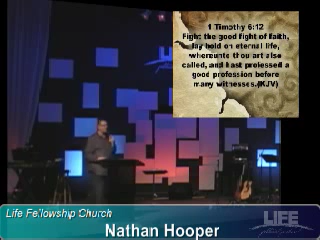 1 Timothy 6:12
Fight the good fight of faith,
lay hold on eternal life,
whereunto thou art also
called, and hast professed a
good profession before
many witnesses.(KJV)
Life Fellowship Church
LIFE
Nathan Hooper